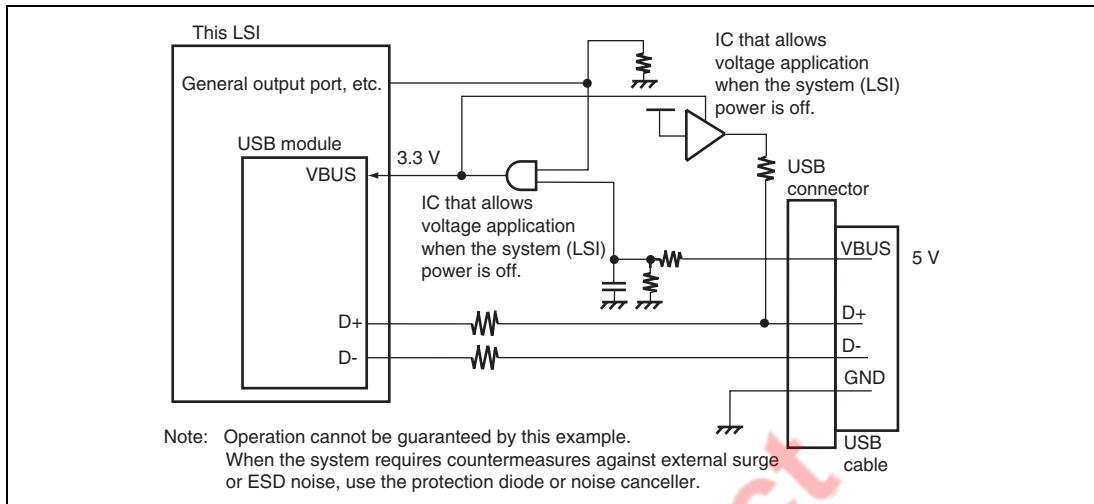 This LSI
General output port, etc.
USB module
VBUS
3.3 V
IC that allows
voltage application
when the system (LSI)
power is off.
IC that allows
voltage application
when the system (LSI)
power is off.
USB
connector
VBUS
5 V
D+
D-
D+
D-
GND
USB
cable
Note: Operation cannot be guaranteed by this example.
When the system requires countermeasures against external surge
or ESD noise, use the protection diode or noise canceller.